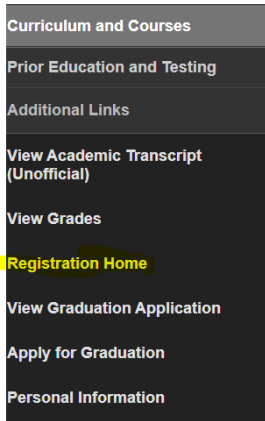 Curriculum and Courses
Prior Education and Testing
Additional Links
View Academic Transcript
(Unofficial)
View Grades
Registration Home
View Graduation Application
Apply for Graduation
Personal Information